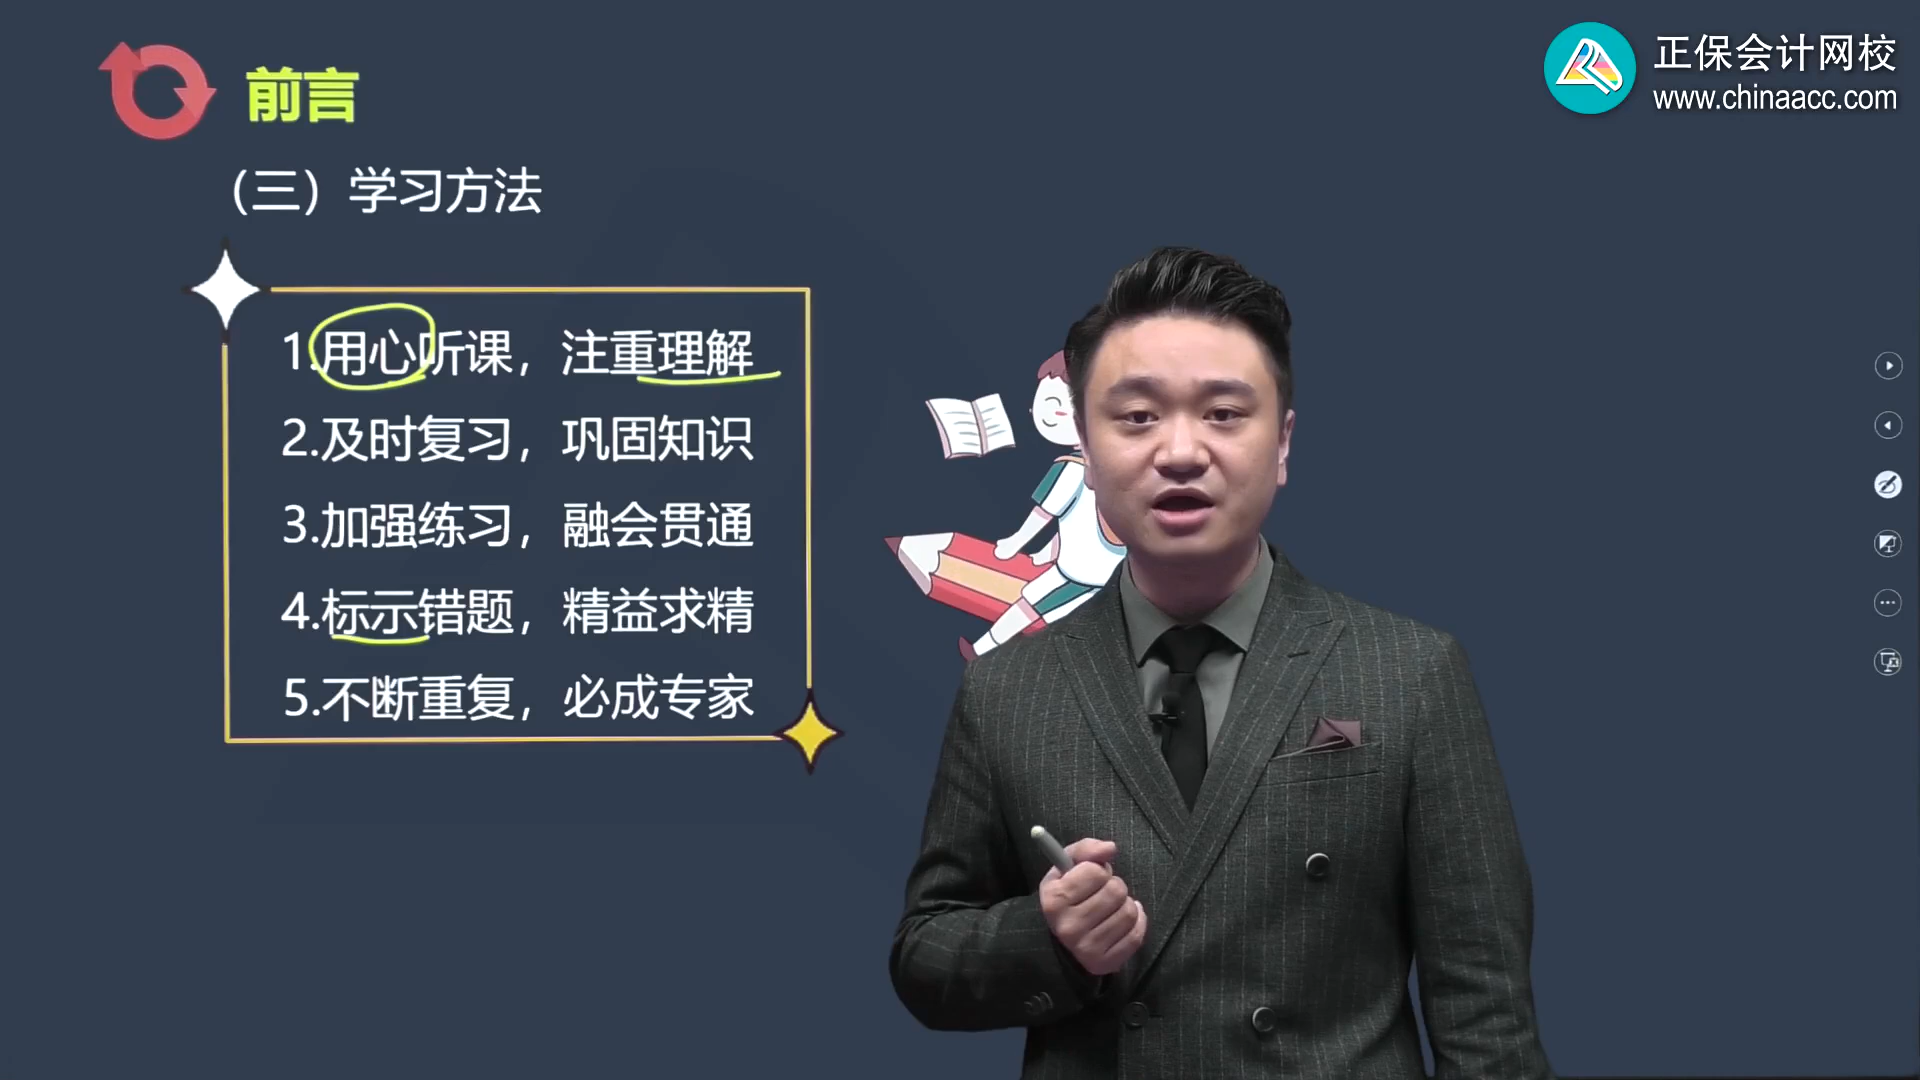 前言
正保会计网校
www.chinaacc.com
（三）学习方法
1.用心听课，注重理解
2.及时复习，巩固知识
3.加强练习，融会贯通
4.标示错题，精益求精
5.不断重复，必成专家